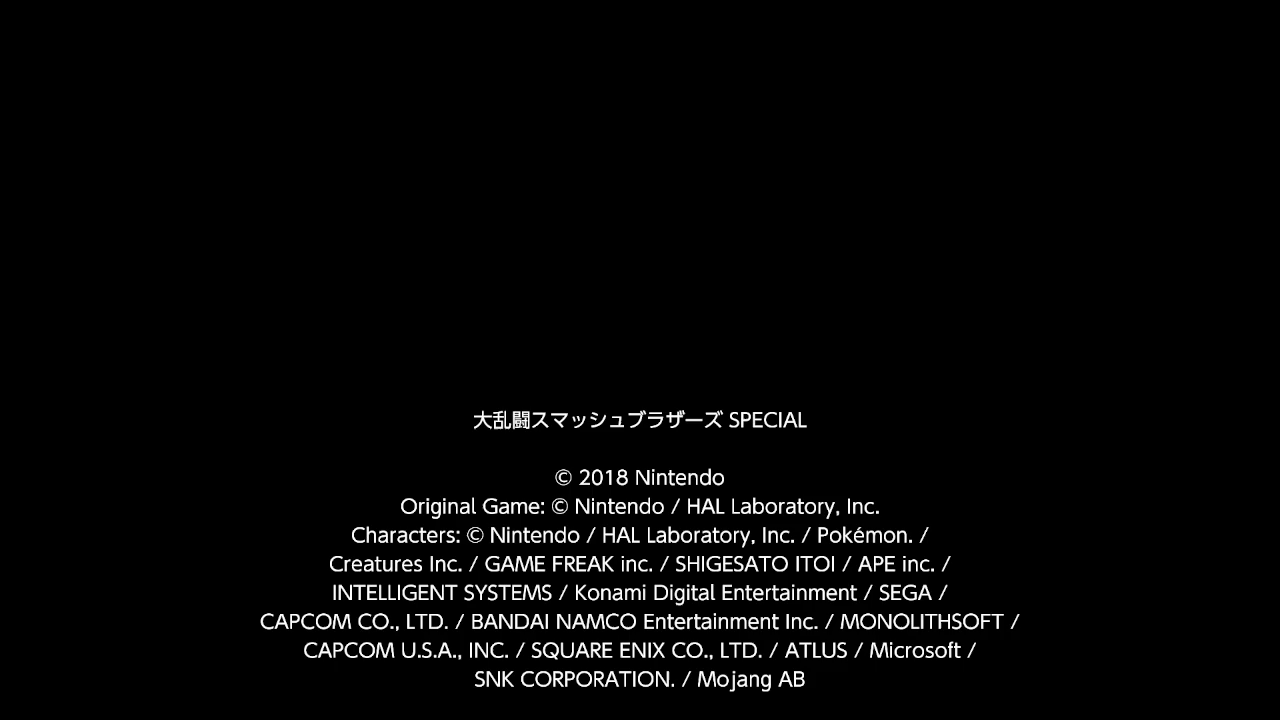 大乱闘スマッシュブラザーズ SPECIAL
© 2018 Nintendo
Original Game: © Nintendo / HAL Laboratory, Inc.
Characters: © Nintendo / HAL Laboratory, Inc. / Pokémon. /
Creatures Inc. / GAME FREAK inc. / SHIGESATO ITOI / APE inc. /
INTELLIGENT SYSTEMS / Konami Digital Entertainment / SEGA /
CAPCOM CO., LTD. / BANDAI NAMCO Entertainment Inc. / MONOLITHSOFT /
CAPCOM U.S.A., INC. / SQUARE ENIX CO., LTD. / ATLUS / Microsoft /
SNK CORPORATION. / Mojang AB